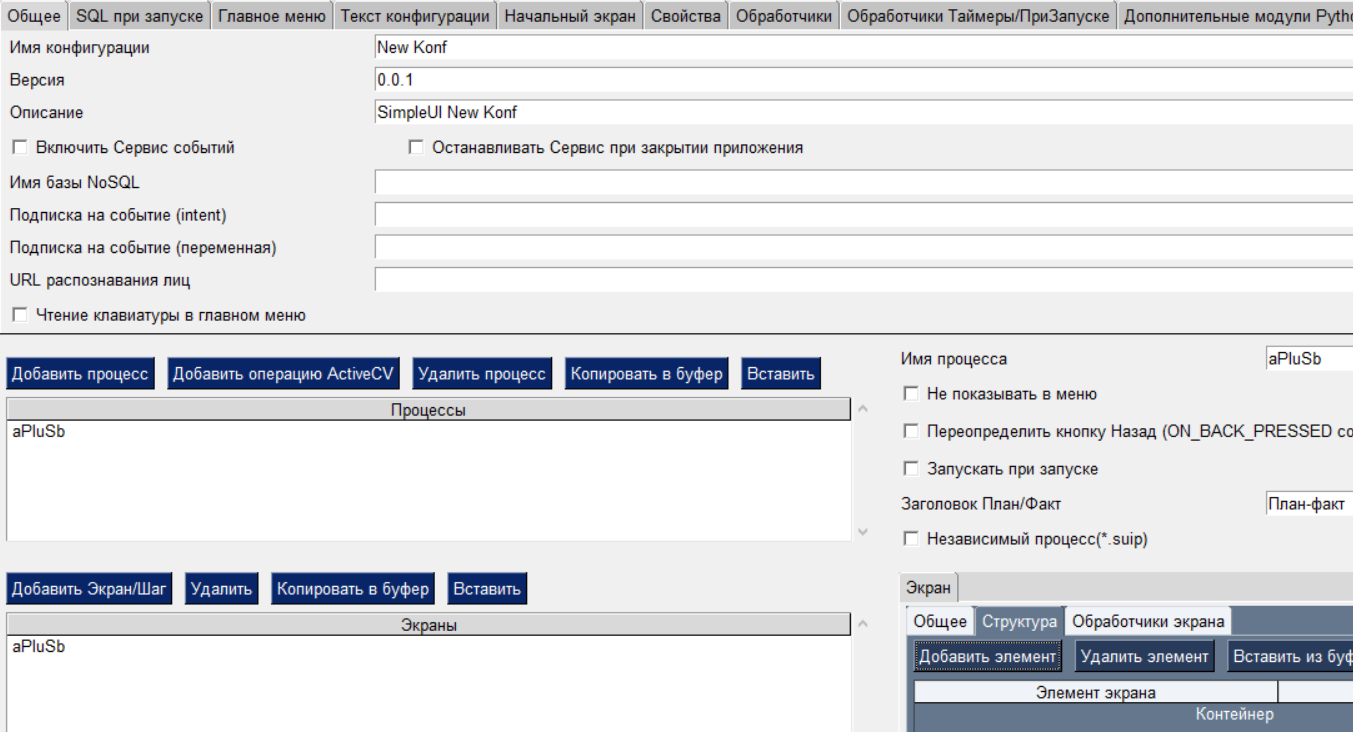 Общее SQL при запуске Главное меню Текст конфигурации Начальный экран Свойства Обработчики Обработчики Таймеры/ПриЗапуске Дополнительные модули Pytho
Имя конфигурации New Konf
Версия 0.0.1
Описание SimpleUI New Konf
Включить Сервис событий Останавливать Сервис при закрытии приложения
Имя базы NoSQL
Подписка на событие (intent)
Подписка на событие (переменная)
URL распознавания лиц
Чтение клавиатуры в главном меню
Добавить процесс Добавить операцию ActiveCV Удалить процесс Копировать в буфер Вставить
Процессы
aPluSb
Имя процесса aPluSb
Не показывать в меню
Переопределить кнопку Назад (ON_BACK_PRESSED со
Запускать при запуске
Заголовок План/Факт План-факт
Независимый процесс(*.suip)
Добавить Экран/Шаг Удалить Копировать в буфер Вставить
Экраны
aPluSb
Экран
Общее Структура Обработчики экрана
Добавить элемент Удалить элемент Вставить из буф
Элемент экрана
Контейнер